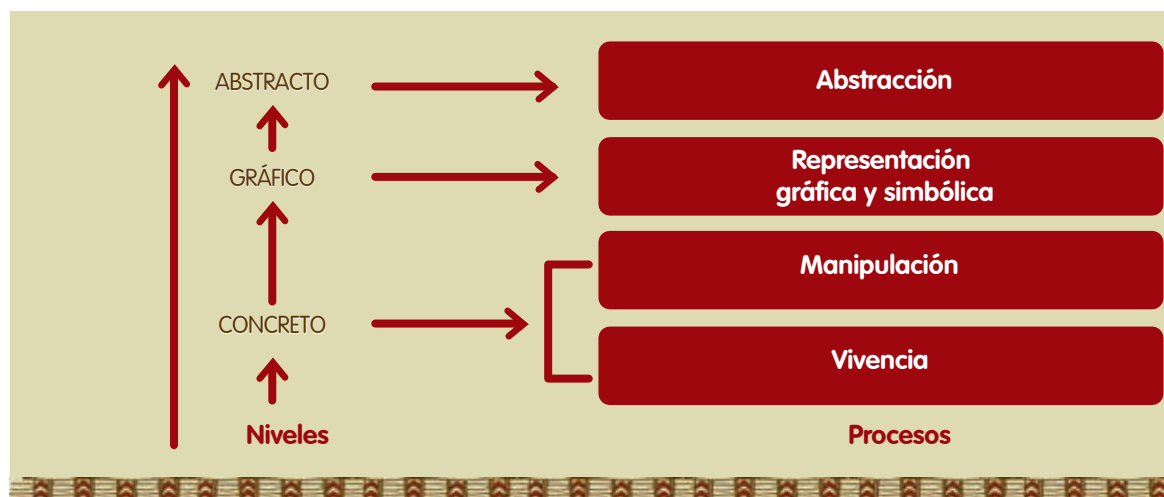 ABSTRACTO
Abstracción
GRÁFICO
Representación
gráfica y simbólica
Manipulación
CONCRETO
Vivencia
Niveles
Procesos